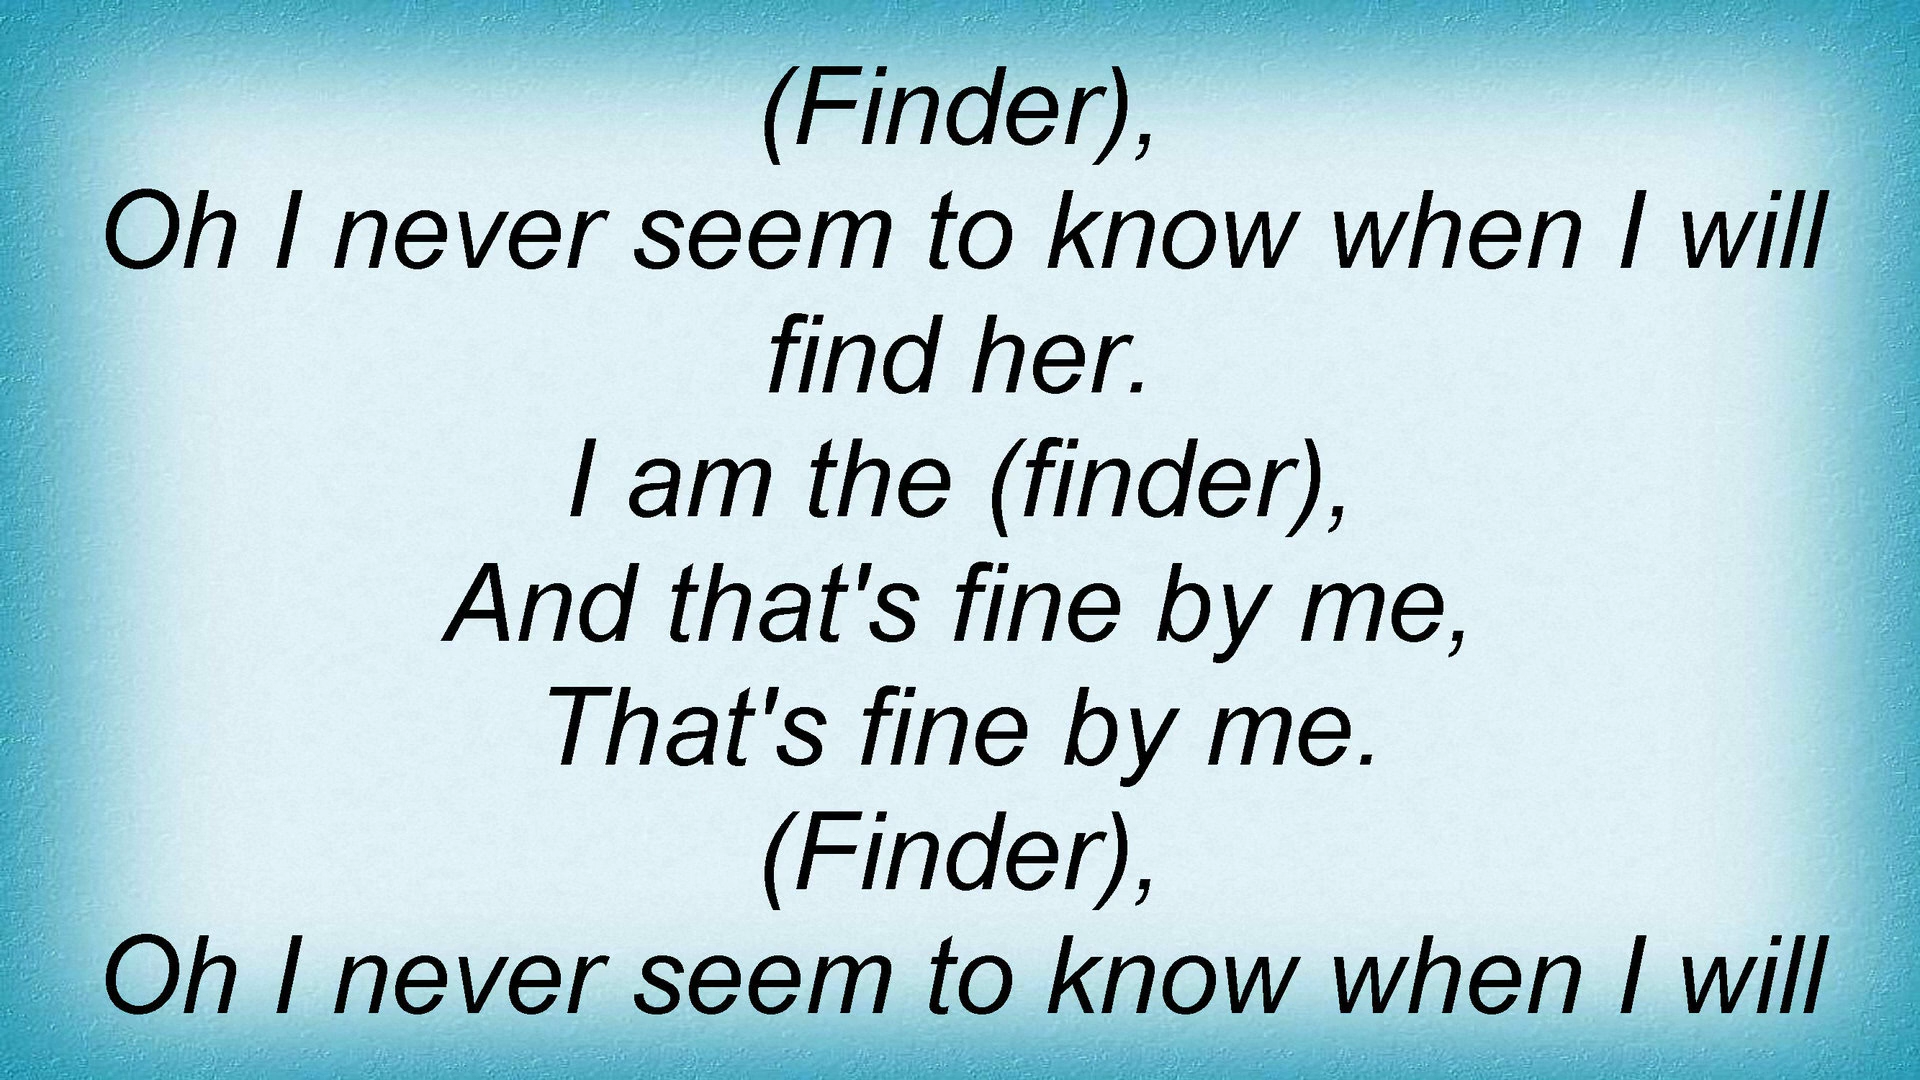 (Finder),
Oh I never seem to know when I will
find her.
I am the (finder),
And that's fine by me,
That's fine by me.
(Finder),
Oh I never seem to know when I will